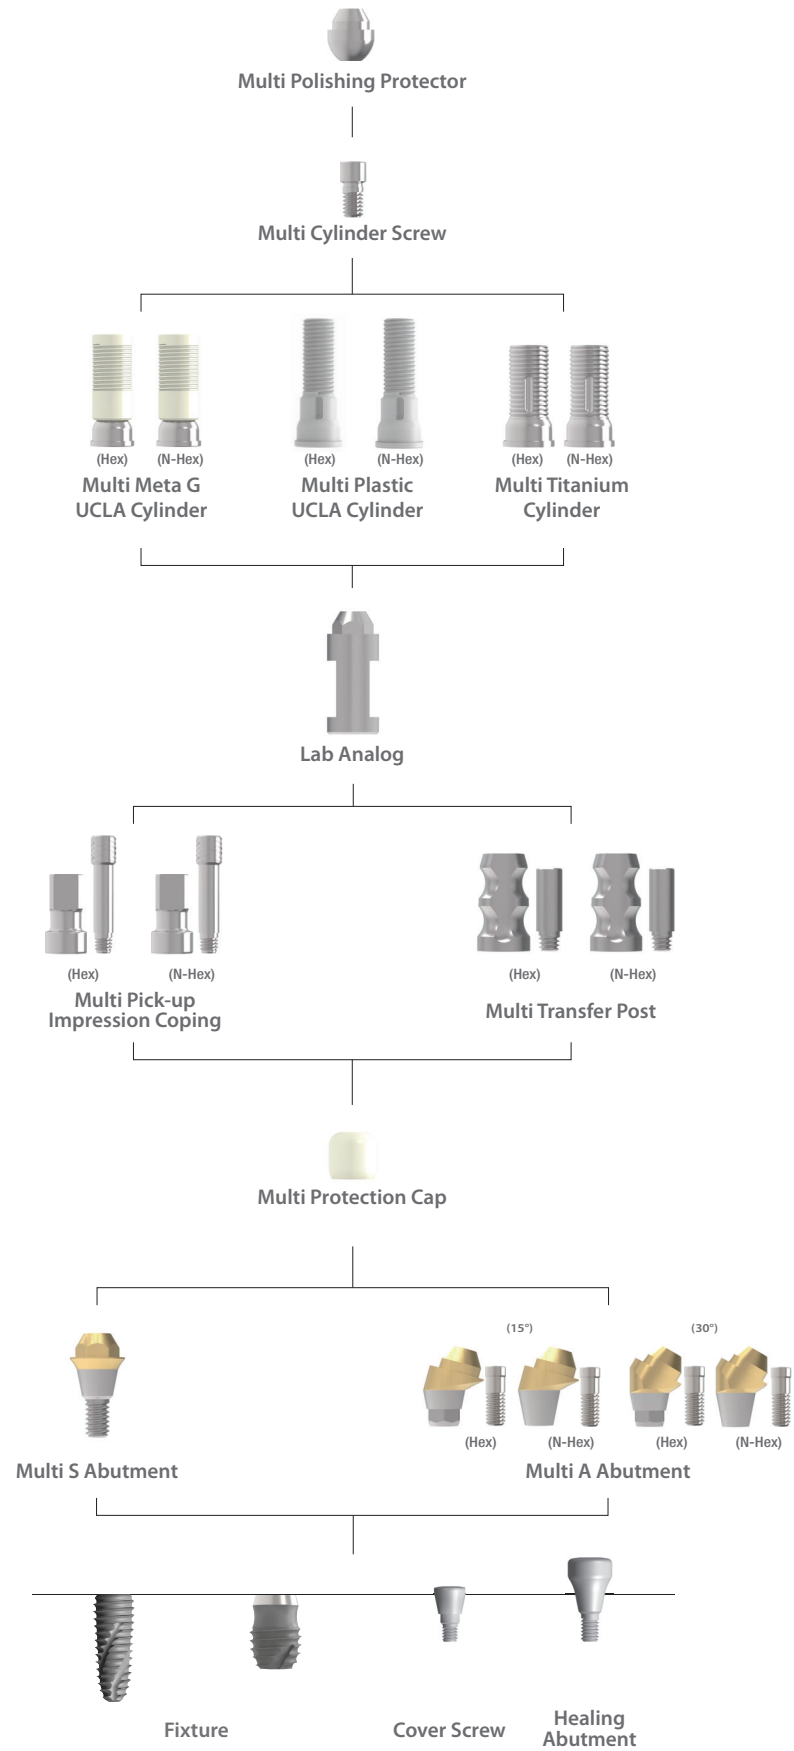 Multi Polishing Protector
Multi Cylinder Screw
(Hex) (N-Hex) (Hex) (N-Hex) (Hex) (N-Hex)
Multi Meta G
UCLA Cylinder
Multi Plastic
UCLA Cylinder
Multi Titanium
Cylinder
Lab Analog
(Hex) (N-Hex) (Hex) (N-Hex)
Multi Pick-up
Impression Coping
Multi Transfer Post
Multi Protection Cap
(15°) (30°)
(Hex) (N-Hex) (Hex) (N-Hex)
Multi S Abutment
Multi A Abutment
Fixture
Cover Screw
Healing
Abutment